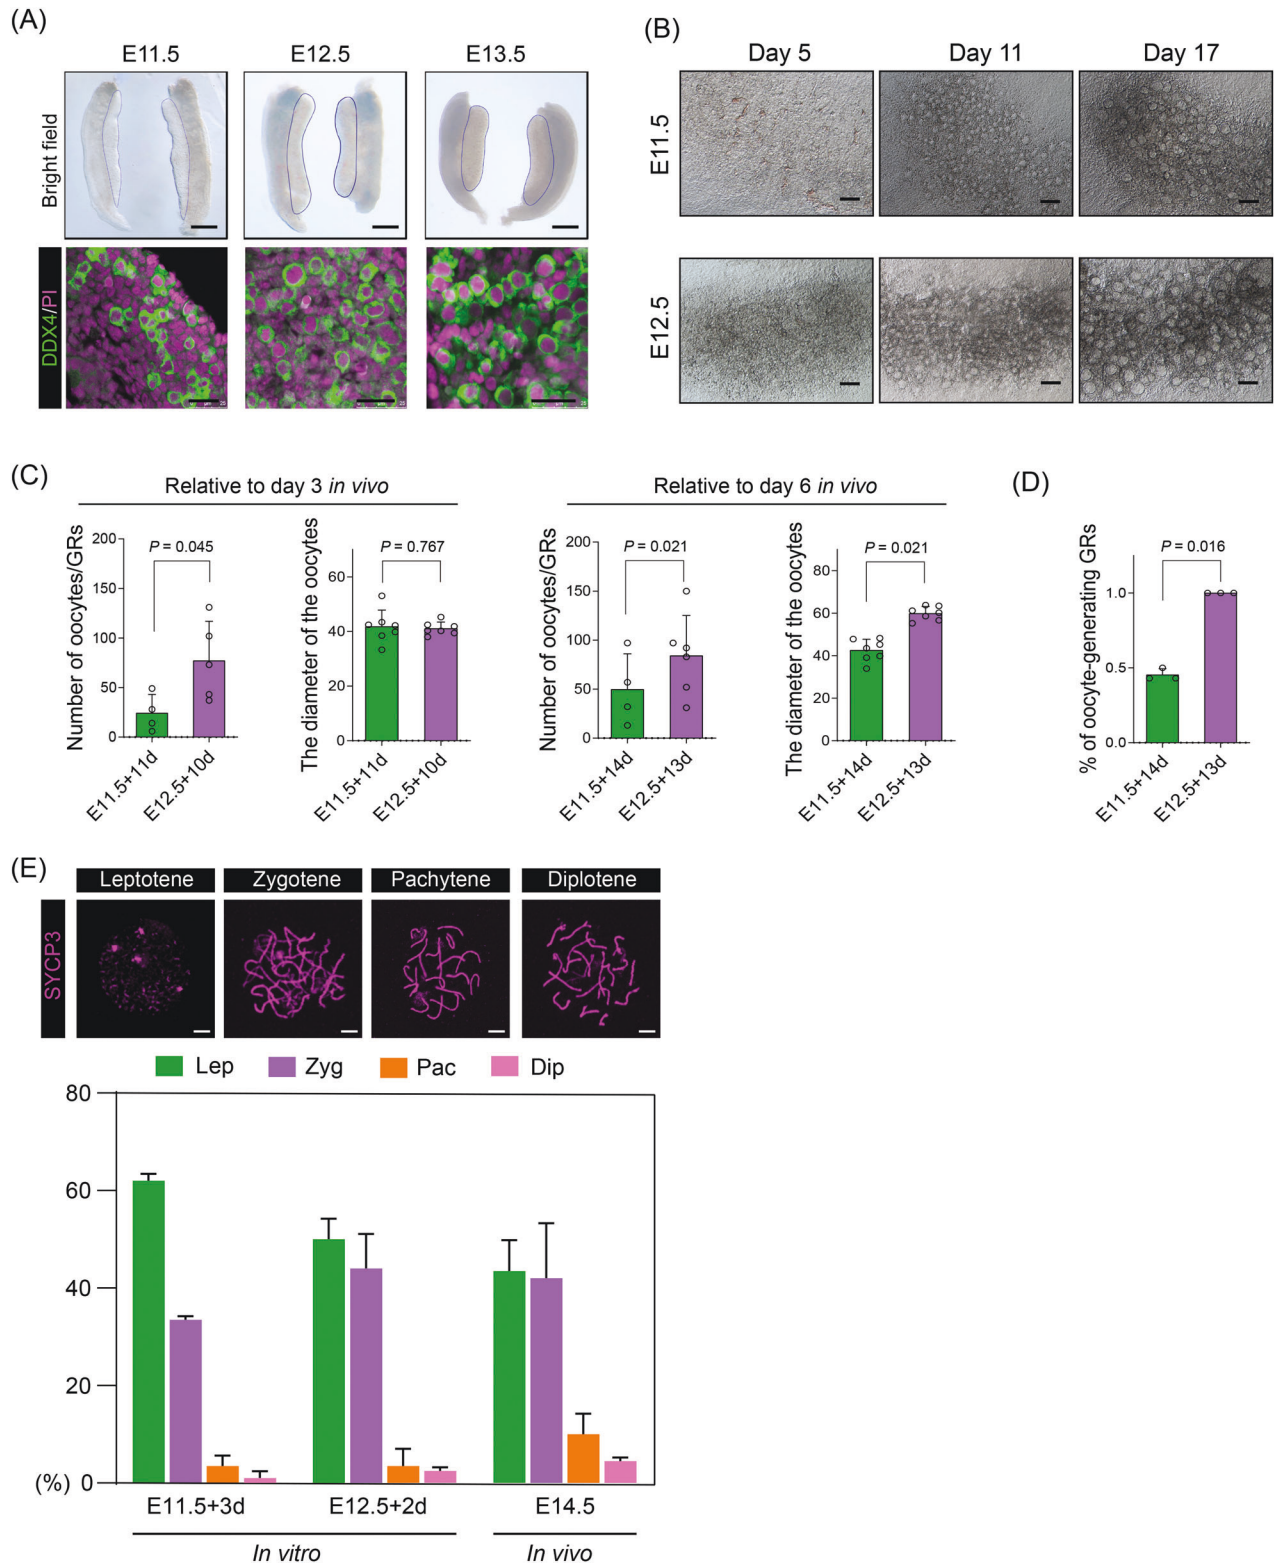 (A)
E11.5 E12.5 E13.5
Bright field
DDX4/PI
(B)
Day 5 Day 11 Day 17
E11.5
E12.5
(C)
Relative to day 3 in vivo
Number of oocytes/GRs
200
150
100
50
0
P = 0.045
E11.5+11d E12.5+10d
The diameter of the oocytes
60
40
20
0
P = 0.767
E11.5+11d E12.5+10d
Relative to day 6 in vivo
Number of oocytes/GRs
200
150
100
50
0
P = 0.021
E11.5+14d E12.5+13d
The diameter of the oocytes
80
60
40
20
0
P = 0.021
E11.5+14d E12.5+13d
(D)
% of oocyte-generating GRs
1.0
0.5
0.0
P = 0.016
E11.5+14d E12.5+13d
(E)
Leptotene Zygotene Pachytene Diplotene
SYCP3
Lep Zyg Pac Dip
80
60
40
20
(%) 0
E11.5+3d E12.5+2d E14.5
In vitro In vivo